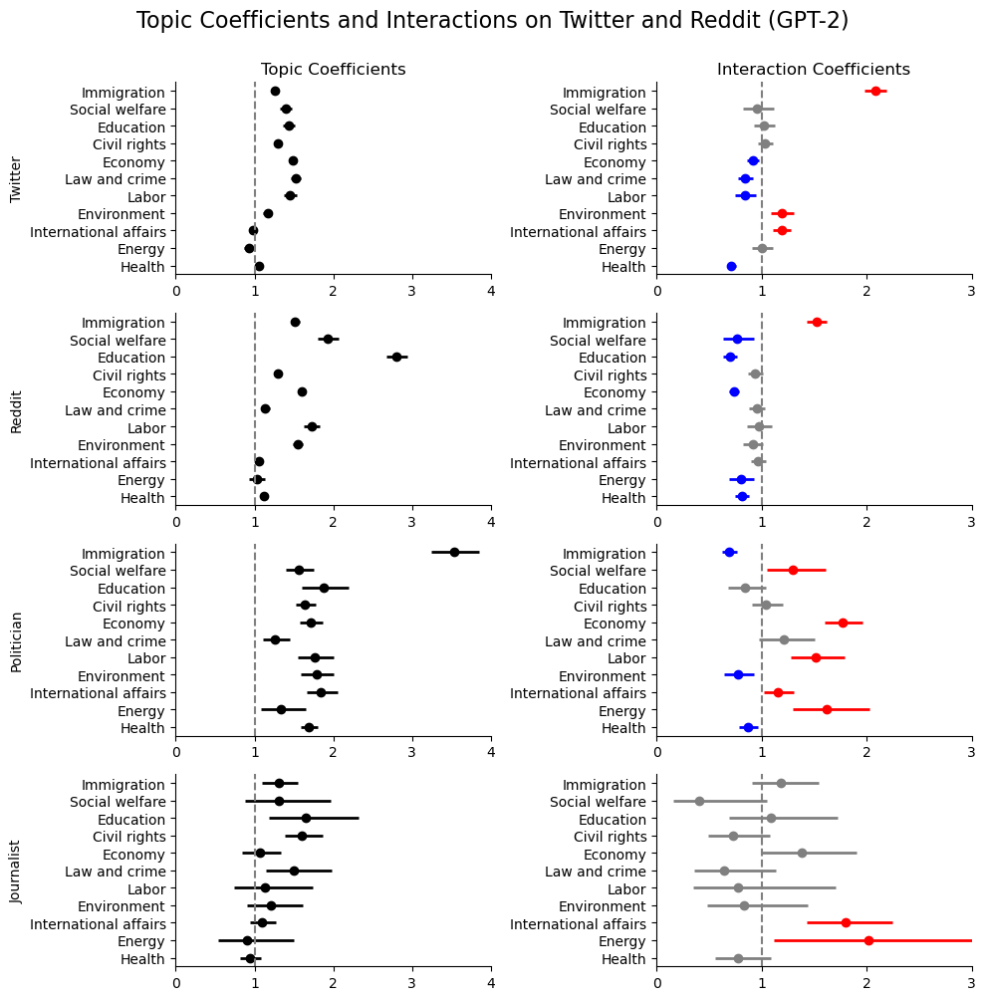 Topic Coefficients and Interactions on Twitter and Reddit (GPT-2)
Topic Coefficients
Interaction Coefficients
Twitter
Immigration
Social welfare
Education
Civil rights
Economy
Law and crime
Labor
Environment
International affairs
Energy
Health
0 1 2 3 4
Immigration
Social welfare
Education
Civil rights
Economy
Law and crime
Labor
Environment
International affairs
Energy
Health
0 1 2 3
Reddit
Immigration
Social welfare
Education
Civil rights
Economy
Law and crime
Labor
Environment
International affairs
Energy
Health
0 1 2 3 4
Immigration
Social welfare
Education
Civil rights
Economy
Law and crime
Labor
Environment
International affairs
Energy
Health
0 1 2 3
Politician
Immigration
Social welfare
Education
Civil rights
Economy
Law and crime
Labor
Environment
International affairs
Energy
Health
0 1 2 3 4
Immigration
Social welfare
Education
Civil rights
Economy
Law and crime
Labor
Environment
International affairs
Energy
Health
0 1 2 3
Journalist
Immigration
Social welfare
Education
Civil rights
Economy
Law and crime
Labor
Environment
International affairs
Energy
Health
0 1 2 3 4
Immigration
Social welfare
Education
Civil rights
Economy
Law and crime
Labor
Environment
International affairs
Energy
Health
0 1 2 3